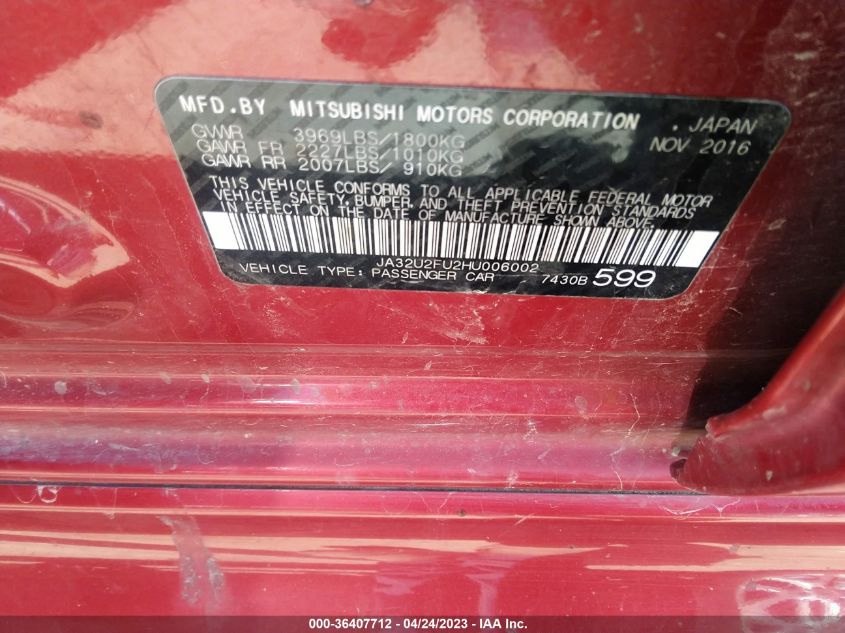 MFD. BY MITSUBISHI MOTORS CORPORATION . JAPAN
GVWR 3969LBS/1800KG NOV 2016
GAWR FR 2227LBS/1010KG
GAWR RR 2007LBS/ 910KG
THIS VEHICLE CONFORMS TO ALL APPLICABLE FEDERAL MOTOR
VEHICLE SAFETY, BUMPER, AND THEFT PREVENTION STANDARDS
IN EFFECT ON THE DATE OF MANUFACTURE SHOWN ABOVE.
JA32U2FU2HU006002
VEHICLE TYPE: PASSENGER CAR 7430B 599
000-36407712 - 04/24/2023 - IAA Inc.